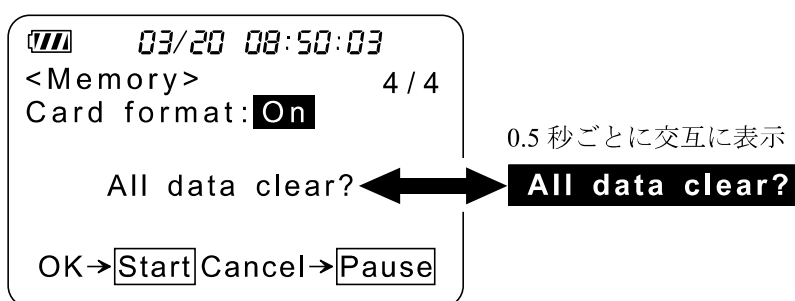 03/20 08:50:03
<Memory> 4/4
Card format:On
0.5 秒ごとに交互に表示
All data clear? All data clear?
OK→Start Cancel→Pause